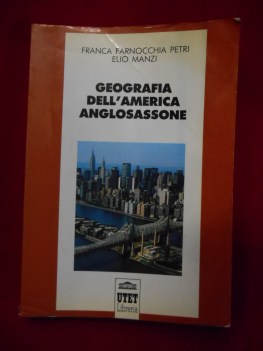 FRANCA FARNOCCHIA PETRI
ELIO MANZI
GEOGRAFIA
DELL'AMERICA
ANGLOSASSONE
UTET
Libreria